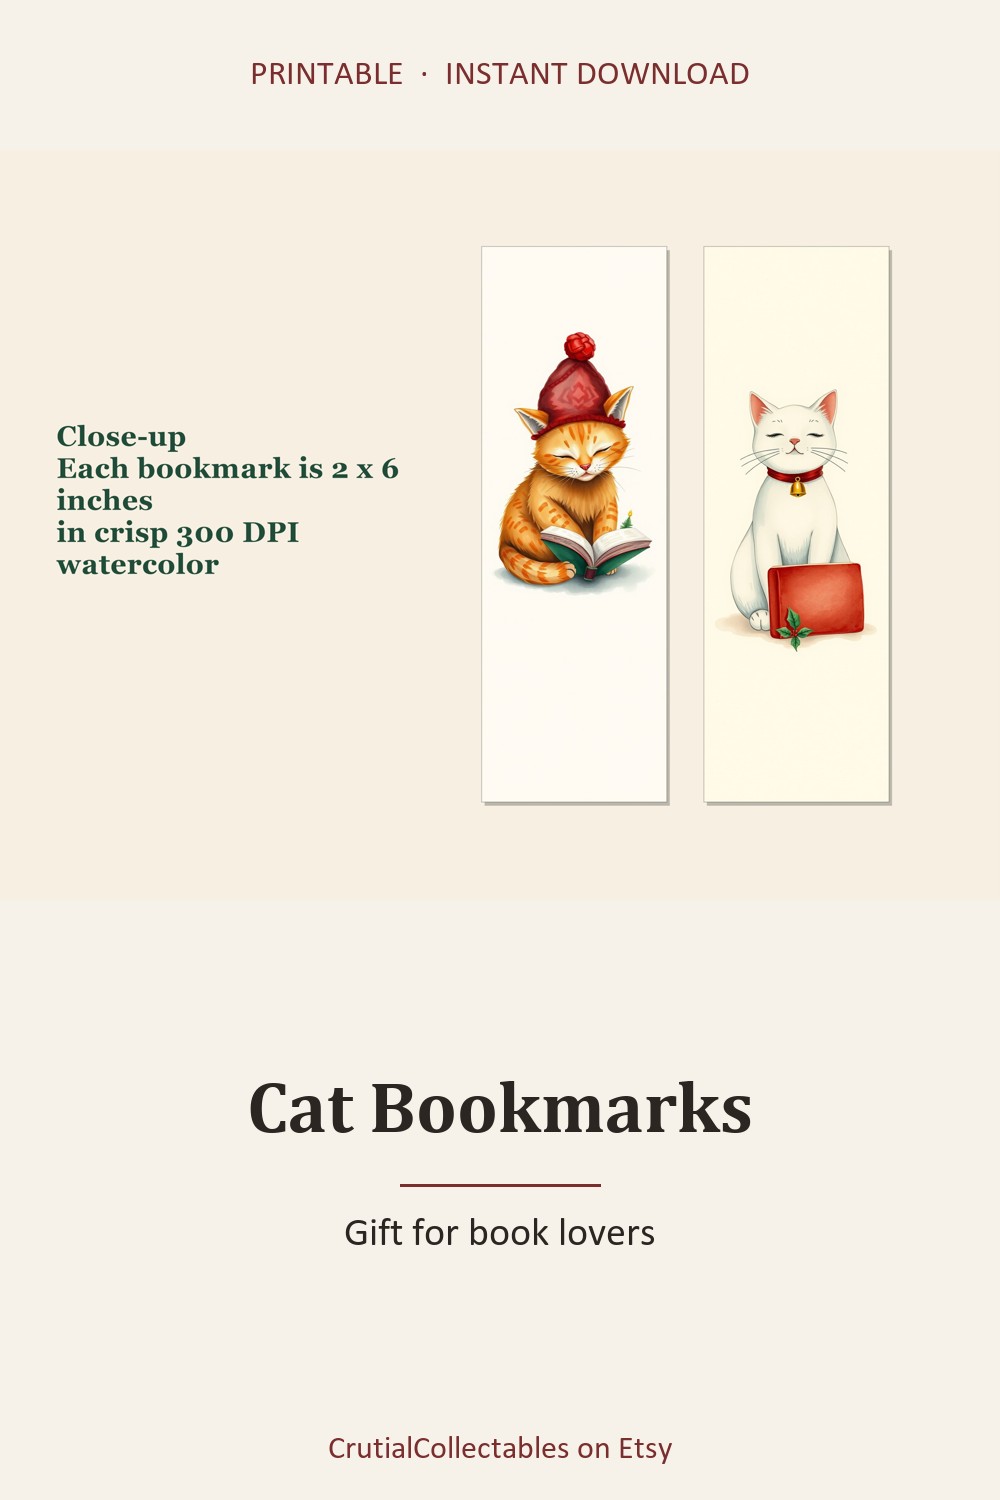 PRINTABLE · INSTANT DOWNLOAD
Close-up
Each bookmark is 2 x 6
inches
in crisp 300 DPI
watercolor
Cat Bookmarks
Gift for book lovers
CrutialCollectables on Etsy